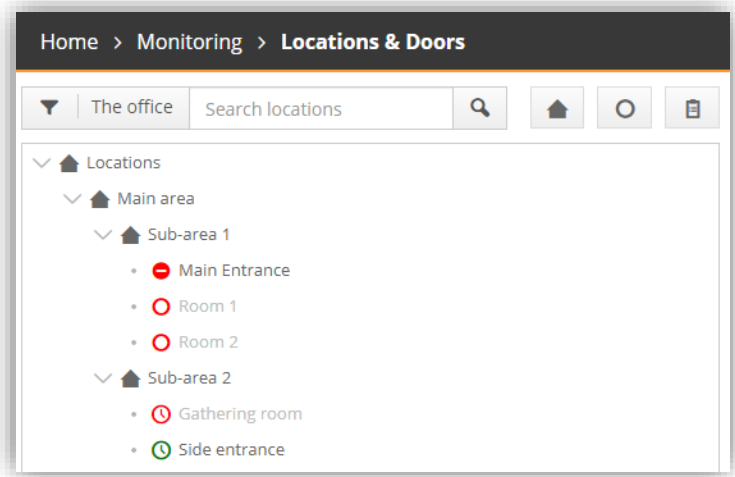 Home > Monitoring > Locations & Doors
The office Search locations
Locations
Main area
Sub-area 1
Main Entrance
Room 1
Room 2
Sub-area 2
Gathering room
Side entrance